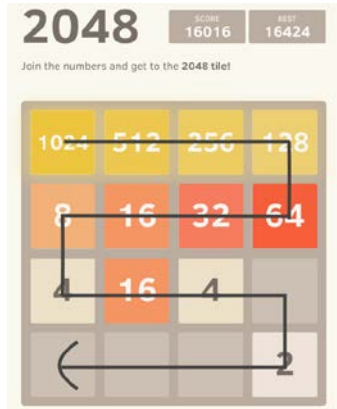 2048
SCORE BEST
16016 16424
Join the numbers and get to the 2048 tile!
1024 512 256 128
8 16 32 64
4 16 4
2